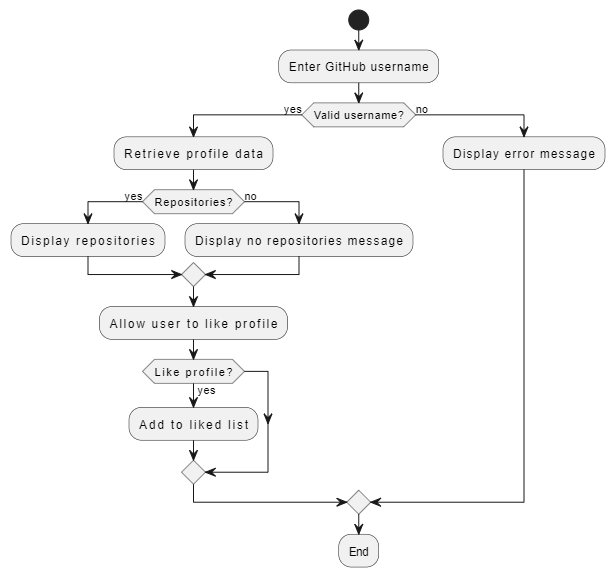 Enter GitHub username
Valid username?
yes
no
Retrieve profile data
Display error message
Repositories?
yes
no
Display repositories
Display no repositories message
Allow user to like profile
Like profile?
yes
Add to liked list
End